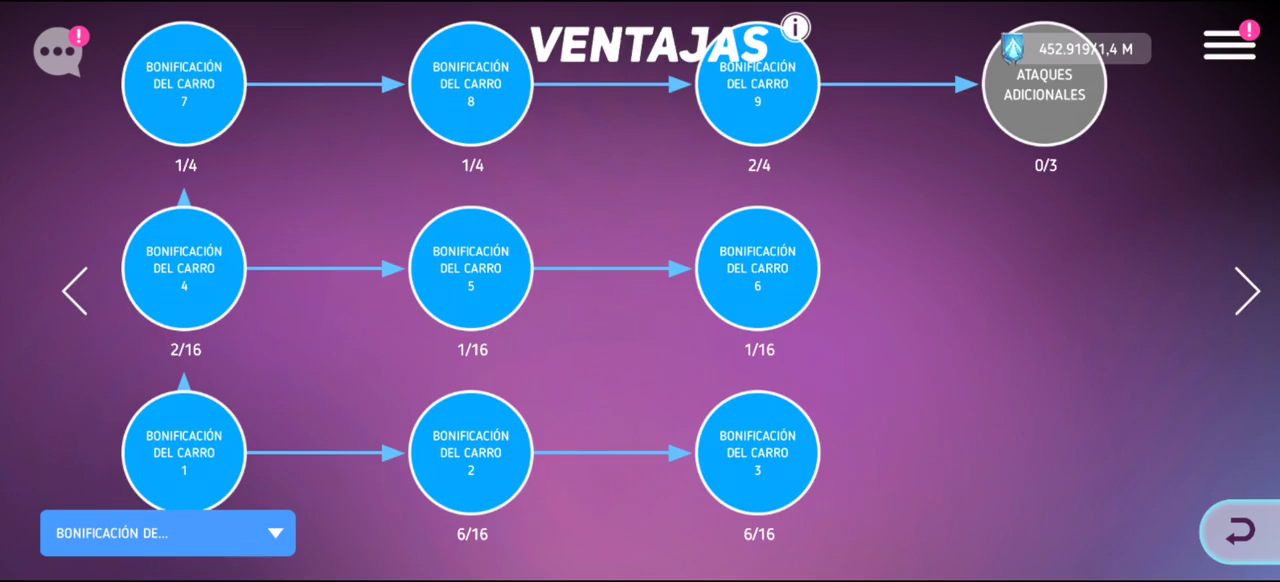 VENTAJAS
i
!
!
452.919/1,4 M
BONIFICACIÓN
DEL CARRO
7
BONIFICACIÓN
DEL CARRO
8
BONIFICACIÓN
DEL CARRO
9
ATAQUES
ADICIONALES
1/4
1/4
2/4
0/3
BONIFICACIÓN
DEL CARRO
4
BONIFICACIÓN
DEL CARRO
5
BONIFICACIÓN
DEL CARRO
6
2/16
1/16
1/16
BONIFICACIÓN
DEL CARRO
1
BONIFICACIÓN
DEL CARRO
2
BONIFICACIÓN
DEL CARRO
3
6/16
6/16
BONIFICACIÓN DE...